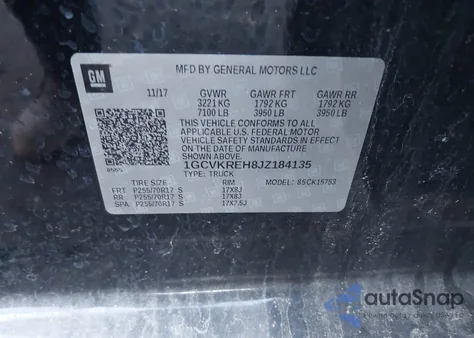 GM
MFD BY GENERAL MOTORS LLC
11/17 GVWR GAWR FRT GAWR RR
3221 KG 1792 KG 1792 KG
7100 LB 3950 LB 3950 LB
THIS VEHICLE CONFORMS TO ALL
APPLICABLE U.S. FEDERAL MOTOR
VEHICLE SAFETY STANDARDS IN EFFECT
ON THE DATE OF MANUFACTURE
SHOWN ABOVE.
8565
1GCVKREH8JZ184135
TYPE: TRUCK
TIRE SIZE RIM 85CK15753
FRT P255/70R17 S 17X8J
RR P255/70R17 S 17X8J
SPA P255/70R17 S 17X7.5J
autoSnap
AUTOMOTIVE DATA